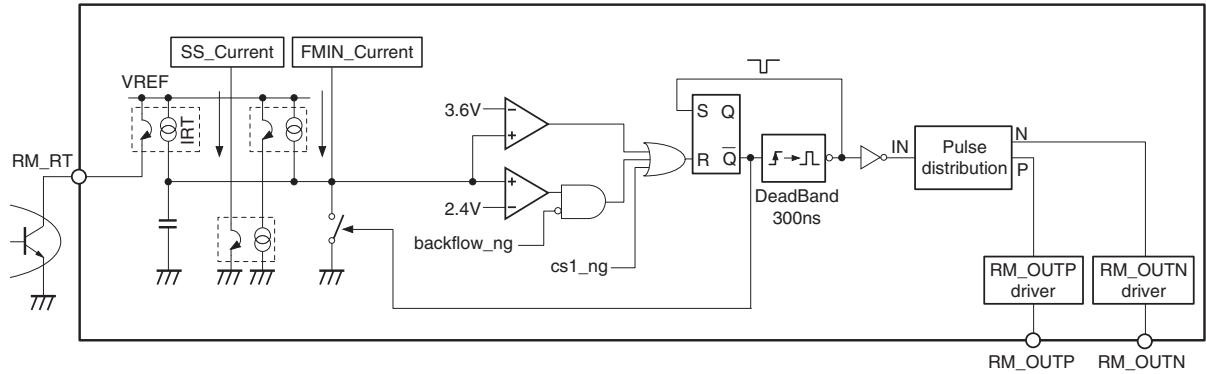 SS_Current
FMIN_Current
VREF
IRT
RM_RT
3.6V
−
+
+
2.4V
−
backflow_ng
cs1_ng
S Q
R Q̅
DeadBand
300ns
IN
Pulse
distribution
N
P
RM_OUTP
driver
RM_OUTN
driver
RM_OUTP
RM_OUTN